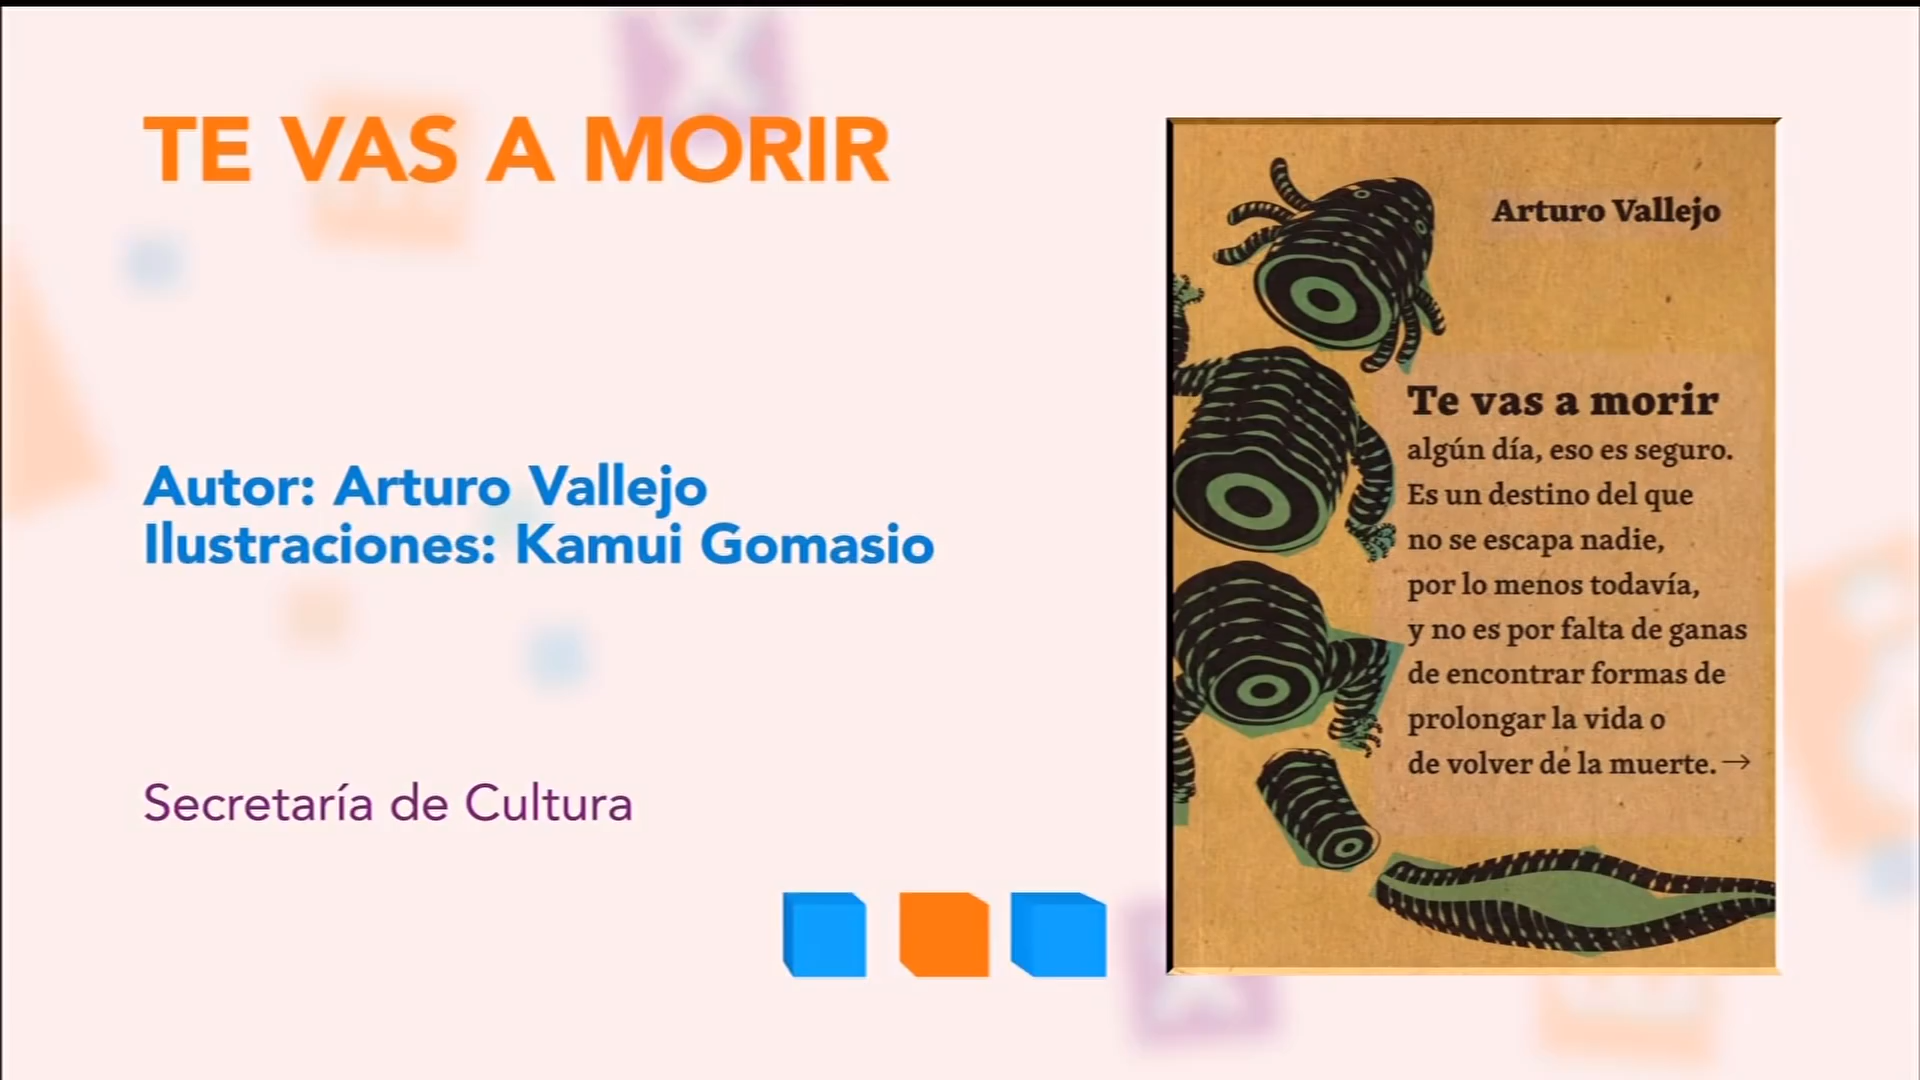 TE VAS A MORIR
Autor: Arturo Vallejo
Ilustraciones: Kamui Gomasio
Secretaría de Cultura
Arturo Vallejo
Te vas a morir
algún día, eso es seguro.
Es un destino del que
no se escapa nadie,
por lo menos todavía,
y no es por falta de ganas
de encontrar formas de
prolongar la vida o
de volver de la muerte. →